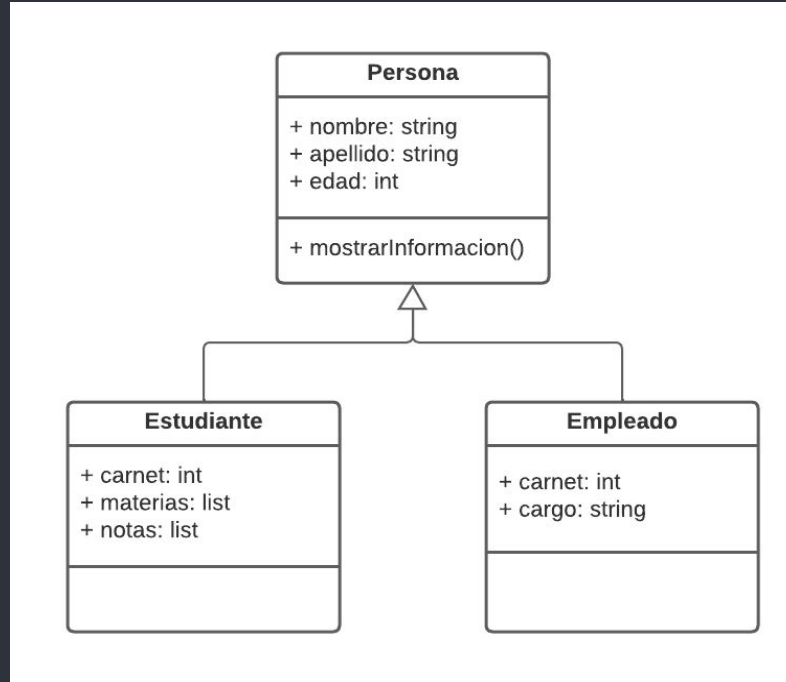 Persona
+ nombre: string
+ apellido: string
+ edad: int
+ mostrarInformacion()
Estudiante
+ carnet: int
+ materias: list
+ notas: list
Empleado
+ carnet: int
+ cargo: string